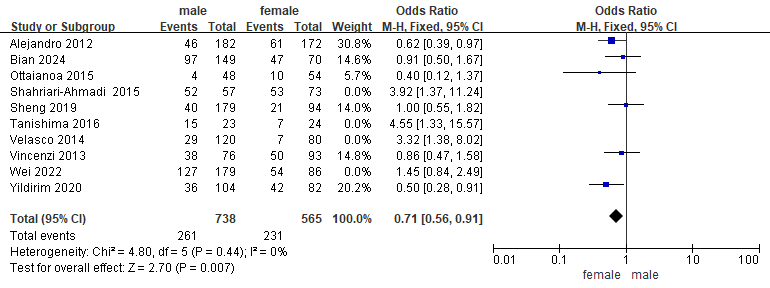 male female Odds Ratio Odds Ratio
Study or Subgroup Events Total Events Total Weight M-H, Fixed, 95% CI M-H, Fixed, 95% CI
Alejandro 2012 46 182 61 172 30.8% 0.62 [0.39, 0.97]
Bian 2024 97 149 47 70 14.6% 0.91 [0.50, 1.67]
Ottaianoa 2015 4 48 10 54 5.7% 0.40 [0.12, 1.37]
Shahriari-Ahmadi 2015 52 57 53 73 0.0% 3.92 [1.37, 11.24]
Sheng 2019 40 179 21 94 13.9% 1.00 [0.55, 1.82]
Tanishima 2016 15 23 7 24 0.0% 4.55 [1.33, 15.57]
Velasco 2014 29 120 7 80 0.0% 3.32 [1.38, 8.02]
Vincenzi 2013 38 76 50 93 14.8% 0.86 [0.47, 1.58]
Wei 2022 127 179 54 86 0.0% 1.45 [0.84, 2.49]
Yildirim 2020 36 104 42 82 20.2% 0.50 [0.28, 0.91]
Total (95% CI) 738 565 100.0% 0.71 [0.56, 0.91]
Total events 261 231
Heterogeneity: Chi² = 4.80, df = 5 (P = 0.44); I² = 0%
Test for overall effect: Z = 2.70 (P = 0.007)
0.01 0.1 1 10 100
female male